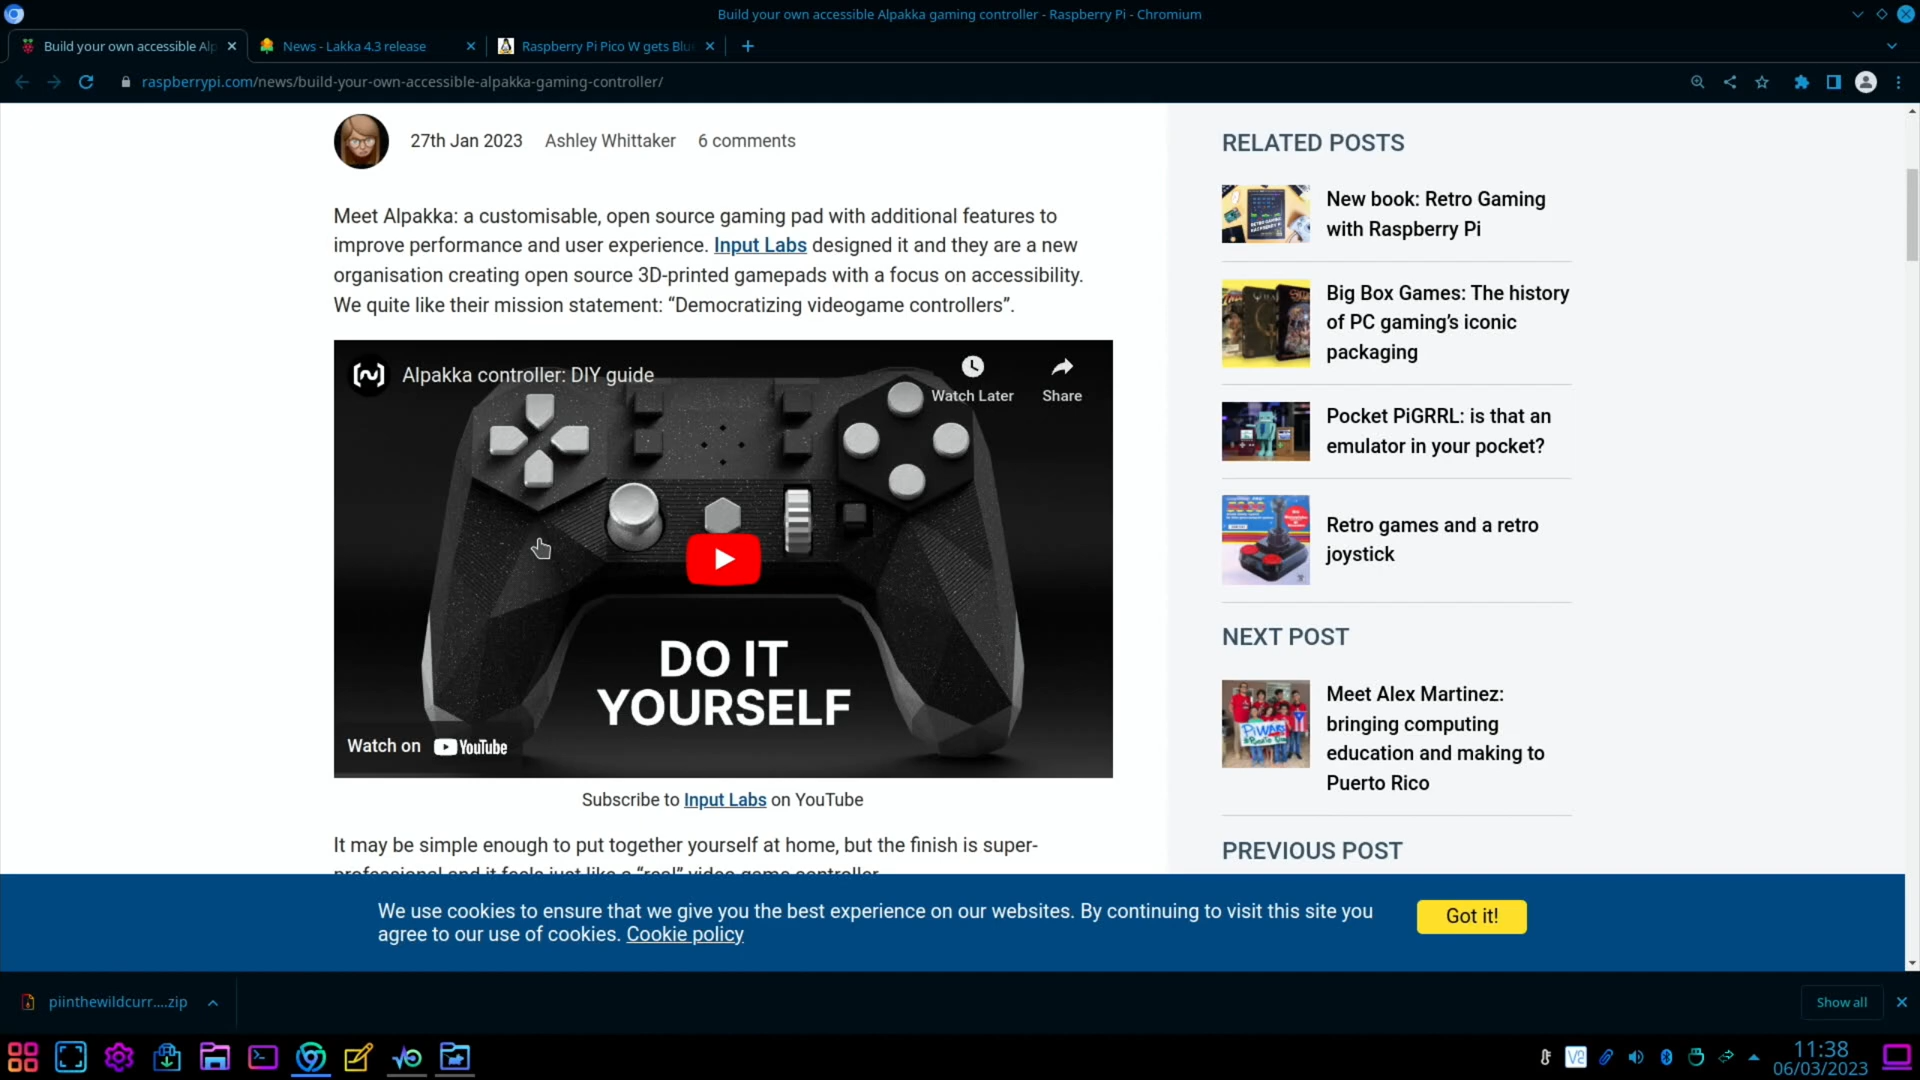 Build your own accessible Alpakka gaming controller - Raspberry Pi - Chromium
Build your own accessible Alp
News - Lakka 4.3 release
Raspberry Pi Pico W gets Blu
raspberrypi.com/news/build-your-own-accessible-alpakka-gaming-controller/
27th Jan 2023 Ashley Whittaker 6 comments
Meet Alpakka: a customisable, open source gaming pad with additional features to
improve performance and user experience. Input Labs designed it and they are a new
organisation creating open source 3D-printed gamepads with a focus on accessibility.
We quite like their mission statement: “Democratizing videogame controllers”.
Alpakka controller: DIY guide
Watch Later
Share
DO IT
YOURSELF
Watch on YouTube
Subscribe to Input Labs on YouTube
It may be simple enough to put together yourself at home, but the finish is super-
professional and it feels just like a “real” video game controller.
RELATED POSTS
New book: Retro Gaming
with Raspberry Pi
Big Box Games: The history
of PC gaming’s iconic
packaging
Pocket PiGRRL: is that an
emulator in your pocket?
Retro games and a retro
joystick
NEXT POST
Meet Alex Martinez:
bringing computing
education and making to
Puerto Rico
PREVIOUS POST
We use cookies to ensure that we give you the best experience on our websites. By continuing to visit this site you
agree to our use of cookies. Cookie policy
Got it!
piinthewildcurr....zip
Show all
11:38
06/03/2023